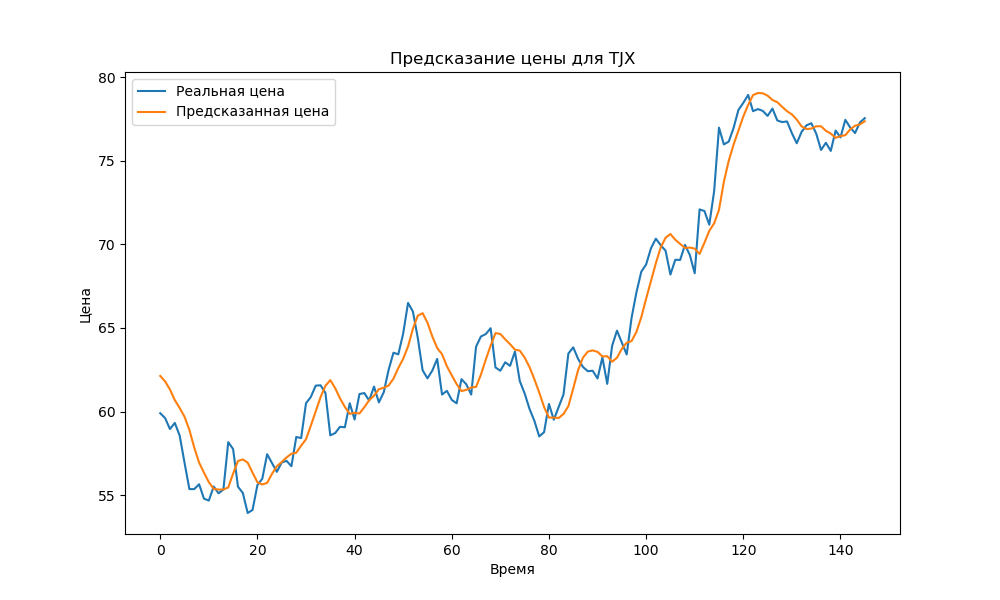 Предсказание цены для TJX
Реальная цена
Предсказанная цена
Цена
80
75
70
65
60
55
0 20 40 60 80 100 120 140
Время